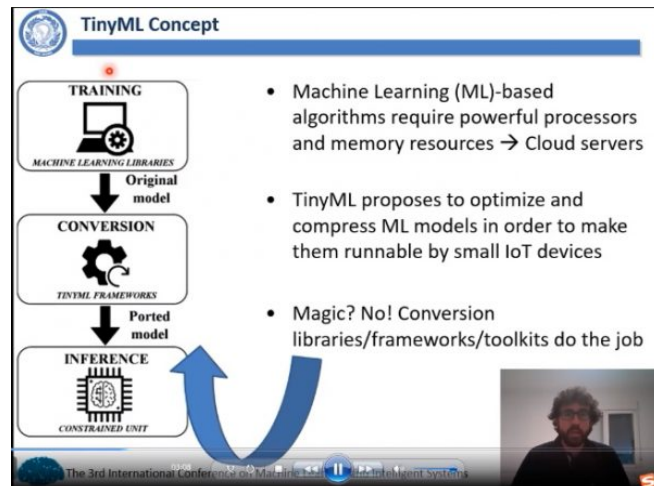 TinyML Concept
TRAINING
MACHINE LEARNING LIBRARIES
Original
model
CONVERSION
TINYML FRAMEWORKS
Ported
model
INFERENCE
CONSTRAINED UNIT
• Machine Learning (ML)-based
algorithms require powerful processors
and memory resources → Cloud servers
• TinyML proposes to optimize and
compress ML models in order to make
them runnable by small IoT devices
• Magic? No! Conversion
libraries/frameworks/toolkits do the job
The 3rd International Conference on Machine Intelligent Systems